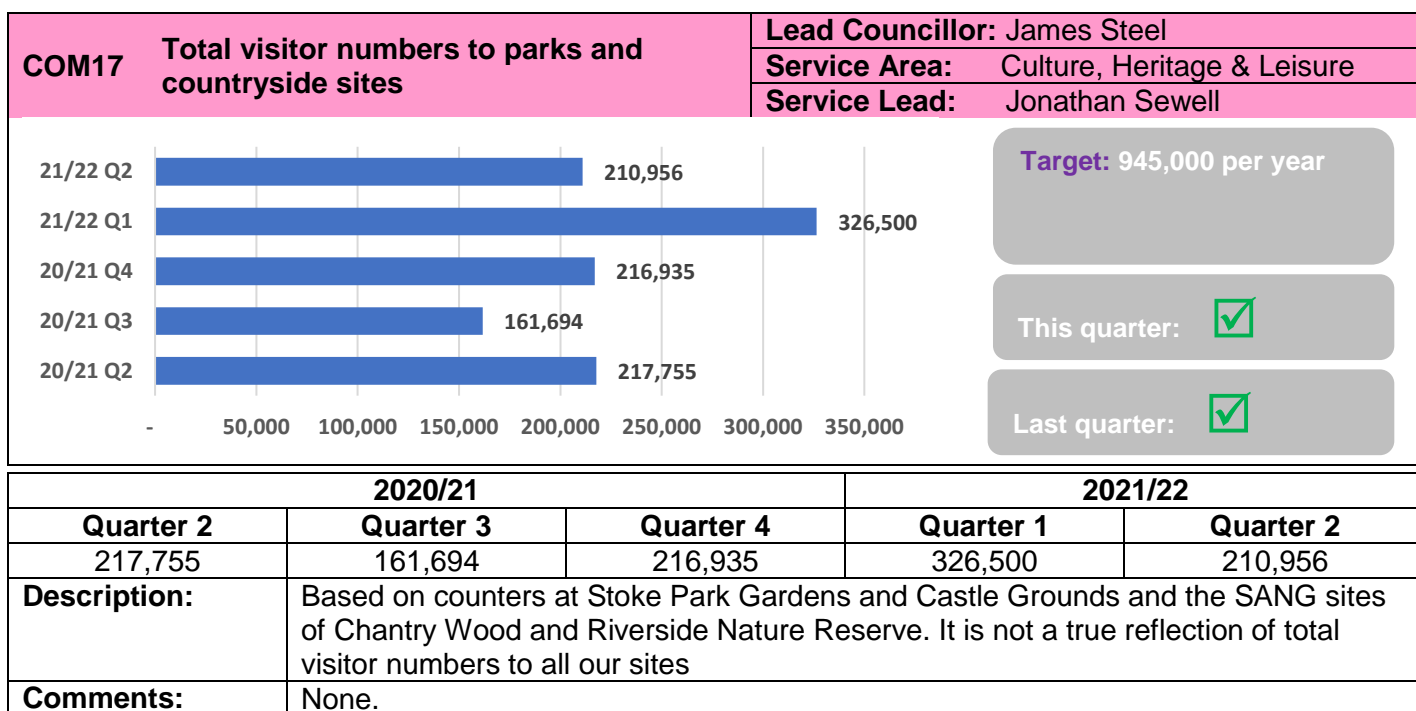 COM17 Total visitor numbers to parks and
countryside sites
Lead Councillor: James Steel
Service Area: Culture, Heritage & Leisure
Service Lead: Jonathan Sewell
21/22 Q2 210,956
21/22 Q1 326,500
20/21 Q4 216,935
20/21 Q3 161,694
20/21 Q2 217,755
- 50,000 100,000 150,000 200,000 250,000 300,000 350,000
Target: 945,000 per year
This quarter:
Last quarter:
2020/21 2021/22
Quarter 2 Quarter 3 Quarter 4 Quarter 1 Quarter 2
217,755 161,694 216,935 326,500 210,956
Description: Based on counters at Stoke Park Gardens and Castle Grounds and the SANG sites
of Chantry Wood and Riverside Nature Reserve. It is not a true reflection of total
visitor numbers to all our sites
Comments: None.